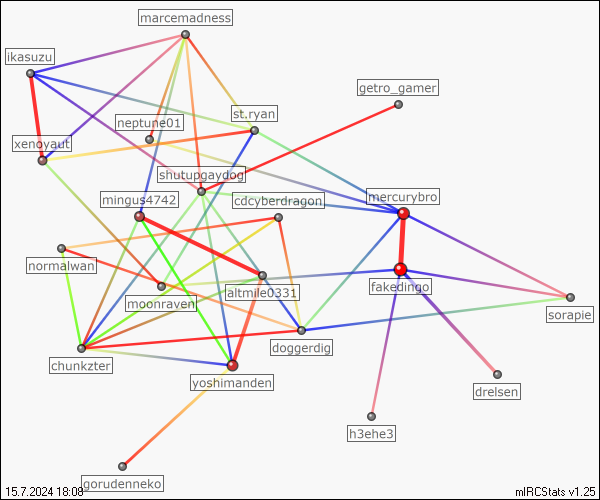 marcemadness
ikasuzu
getro_gamer
st.ryan
neptune01
xenoyaut
shutupgaydog
mingus4742
cdcyberdragon
mercurybro
normalwan
fakedingo
altmile0331
moonraven
sorapie
doggerdig
chunkzter
yoshimanden
drelsen
h3ehe3
gorudenneko
15.7.2024 18:08
mIRCStats v1.25